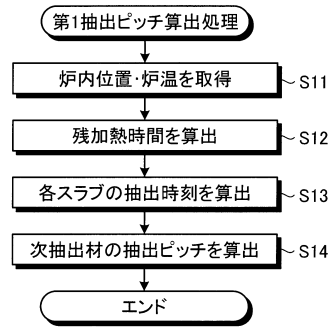 第1抽出ピッチ算出処理
炉内位置・炉温を取得
S11
残加熱時間を算出
S12
各スラブの抽出時刻を算出
S13
次抽出材の抽出ピッチを算出
S14
エンド